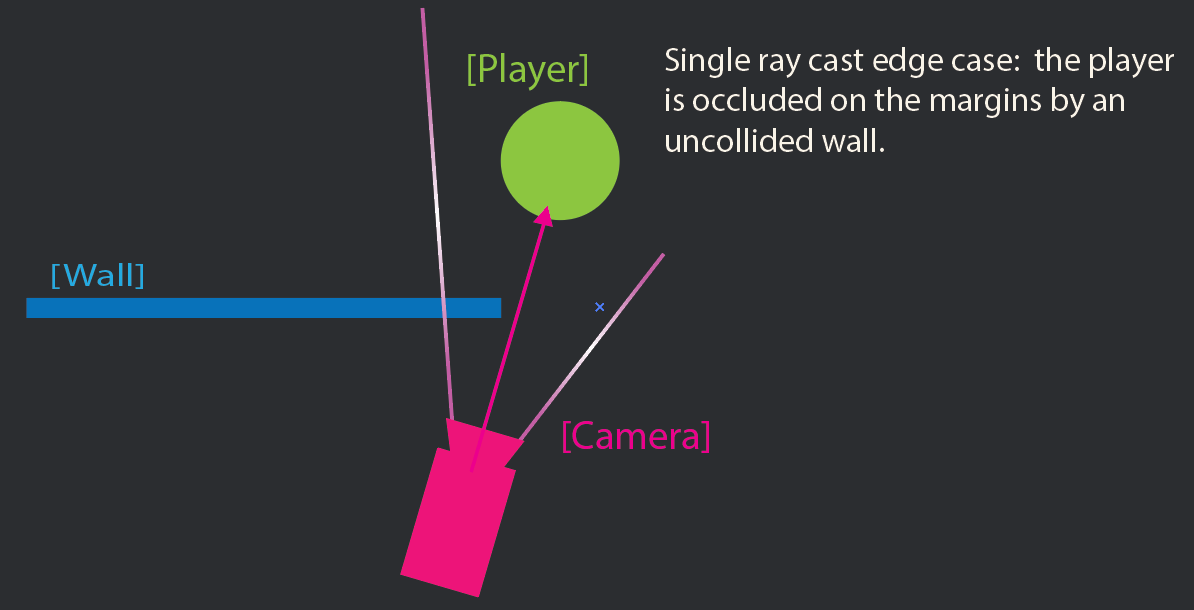 [Player]
Single ray cast edge case: the player
is occluded on the margins by an
uncollided wall.
[Wall]
[Camera]